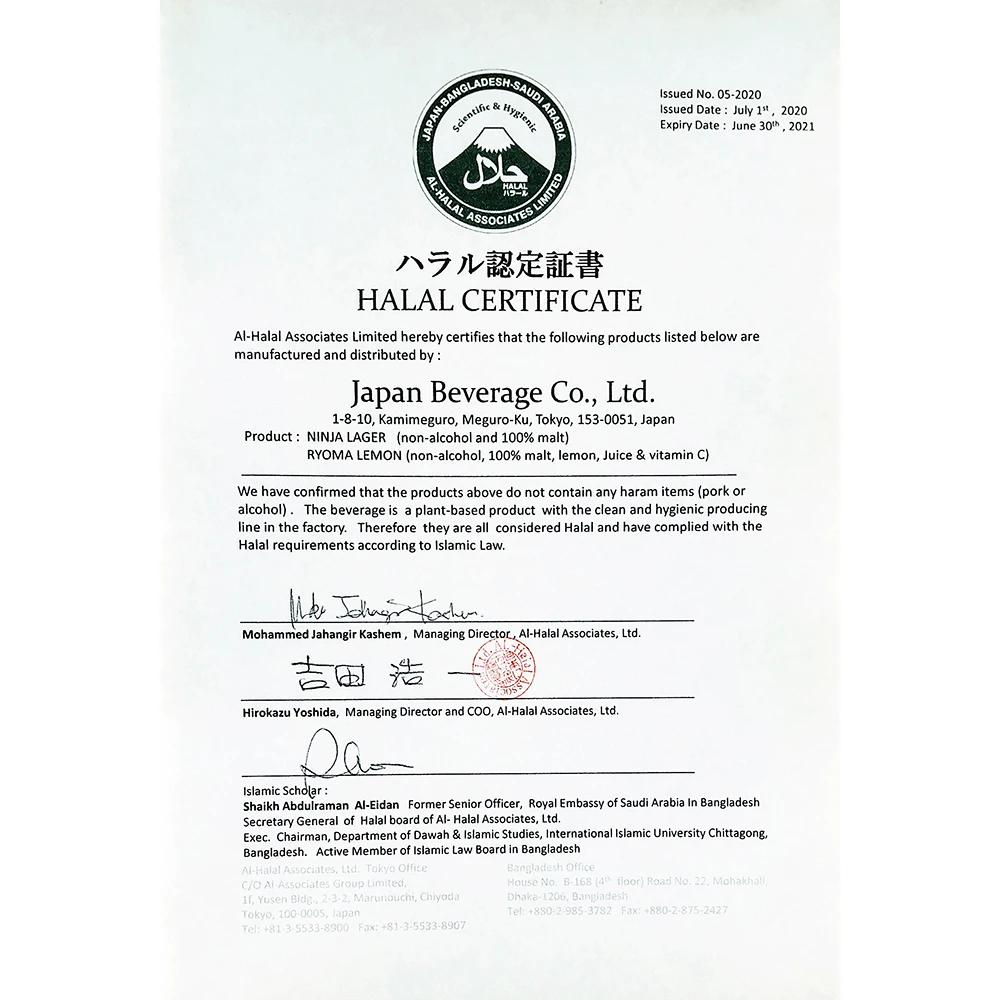 JAPAN-BANGLADESH-SAUDI ARABIA
Scientific & Hygienic
حلال
HALAL
ハラール
AL-HALAL ASSOCIATES LIMITED
Issued No. 05-2020
Issued Date : July 1st , 2020
Expiry Date : June 30th , 2021
ハラル認定証書
HALAL CERTIFICATE
Al-Halal Associates Limited hereby certifies that the following products listed below are
manufactured and distributed by :
Japan Beverage Co., Ltd.
1-8-10, Kamimeguro, Meguro-Ku, Tokyo, 153-0051, Japan
Product : NINJA LAGER (non-alcohol and 100% malt)
RYOMA LEMON (non-alcohol, 100% malt, lemon, Juice & vitamin C)
We have confirmed that the products above do not contain any haram items (pork or
alcohol) . The beverage is a plant-based product with the clean and hygienic producing
line in the factory. Therefore they are all considered Halal and have complied with the
Halal requirements according to Islamic Law.
Jahangir Kashem
Mohammed Jahangir Kashem , Managing Director, Al-Halal Associates, Ltd.
吉田 浩一
Hirokazu Yoshida, Managing Director and COO, Al-Halal Associates, Ltd.
Islamic Scholar :
Shaikh Abdulraman Al-Eidan Former Senior Officer, Royal Embassy of Saudi Arabia In Bangladesh
Secretary General of Halal board of Al- Halal Associates, Ltd.
Exec. Chairman, Department of Dawah & Islamic Studies, International Islamic University Chittagong,
Bangladesh. Active Member of Islamic Law Board in Bangladesh
Al-Halal Associates, Ltd. Tokyo Office
C/O Al-Associates Group Limited,
1f, Yusen Bldg., 2-3-2, Marunouchi, Chiyoda
Tokyo, 100-0005, Japan
Tel: +81-3-5533-8900 Fax: +81-3-5533-8907
Bangladesh Office
House No. B-168 (4th floor) Road No. 22, Mohakhali,
Dhaka-1206, Bangladesh
Tel: +880-2-985-3782 Fax: +880-2-875-2427